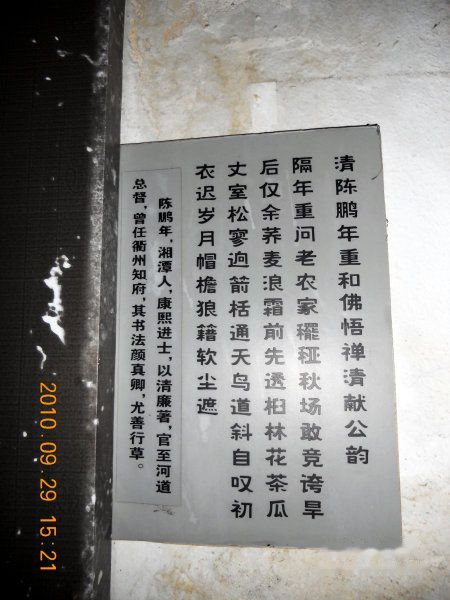 清陈鹏年重和佛悟禅清献公韵
隔年重问老农家穲稏秋场敢竞誇旱
后仅余荞麦浪霜前先透桕林花茶瓜
丈室松寥逈箭栝通天鸟道斜自叹初
衣迟岁月帽檐狼籍软尘遮
陈鹏年，湘潭人，康熙进士，以清廉著，官至河道
总督，曾任衢州知府，其书法颜真卿，尤善行草。
2010.09.29 15:21